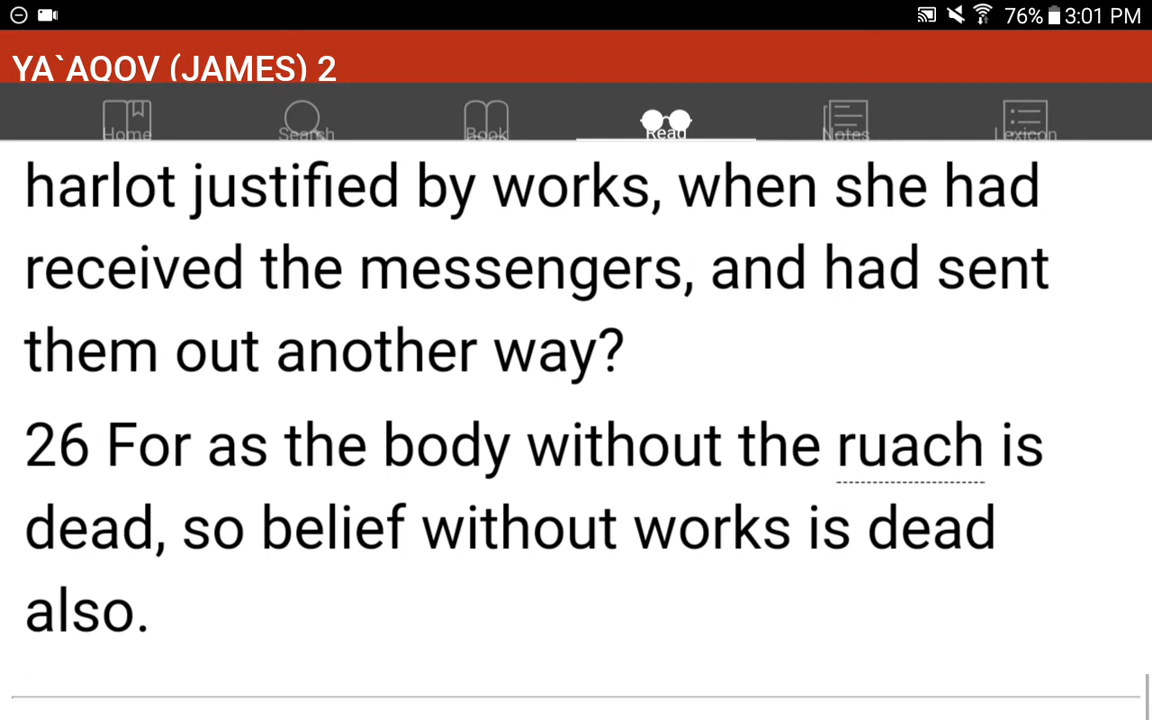 76% 3:01 PM
YA`AQOV (JAMES) 2
Home Search Book Read Notes Lexicon
harlot justified by works, when she had
received the messengers, and had sent
them out another way?
26 For as the body without the ruach is
dead, so belief without works is dead
also.